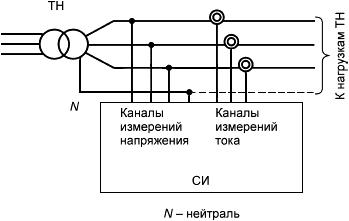 ТН
К нагрузкам ТН
N
Каналы
измерений
напряжения
Каналы
измерений
тока
СИ
N – нейтраль